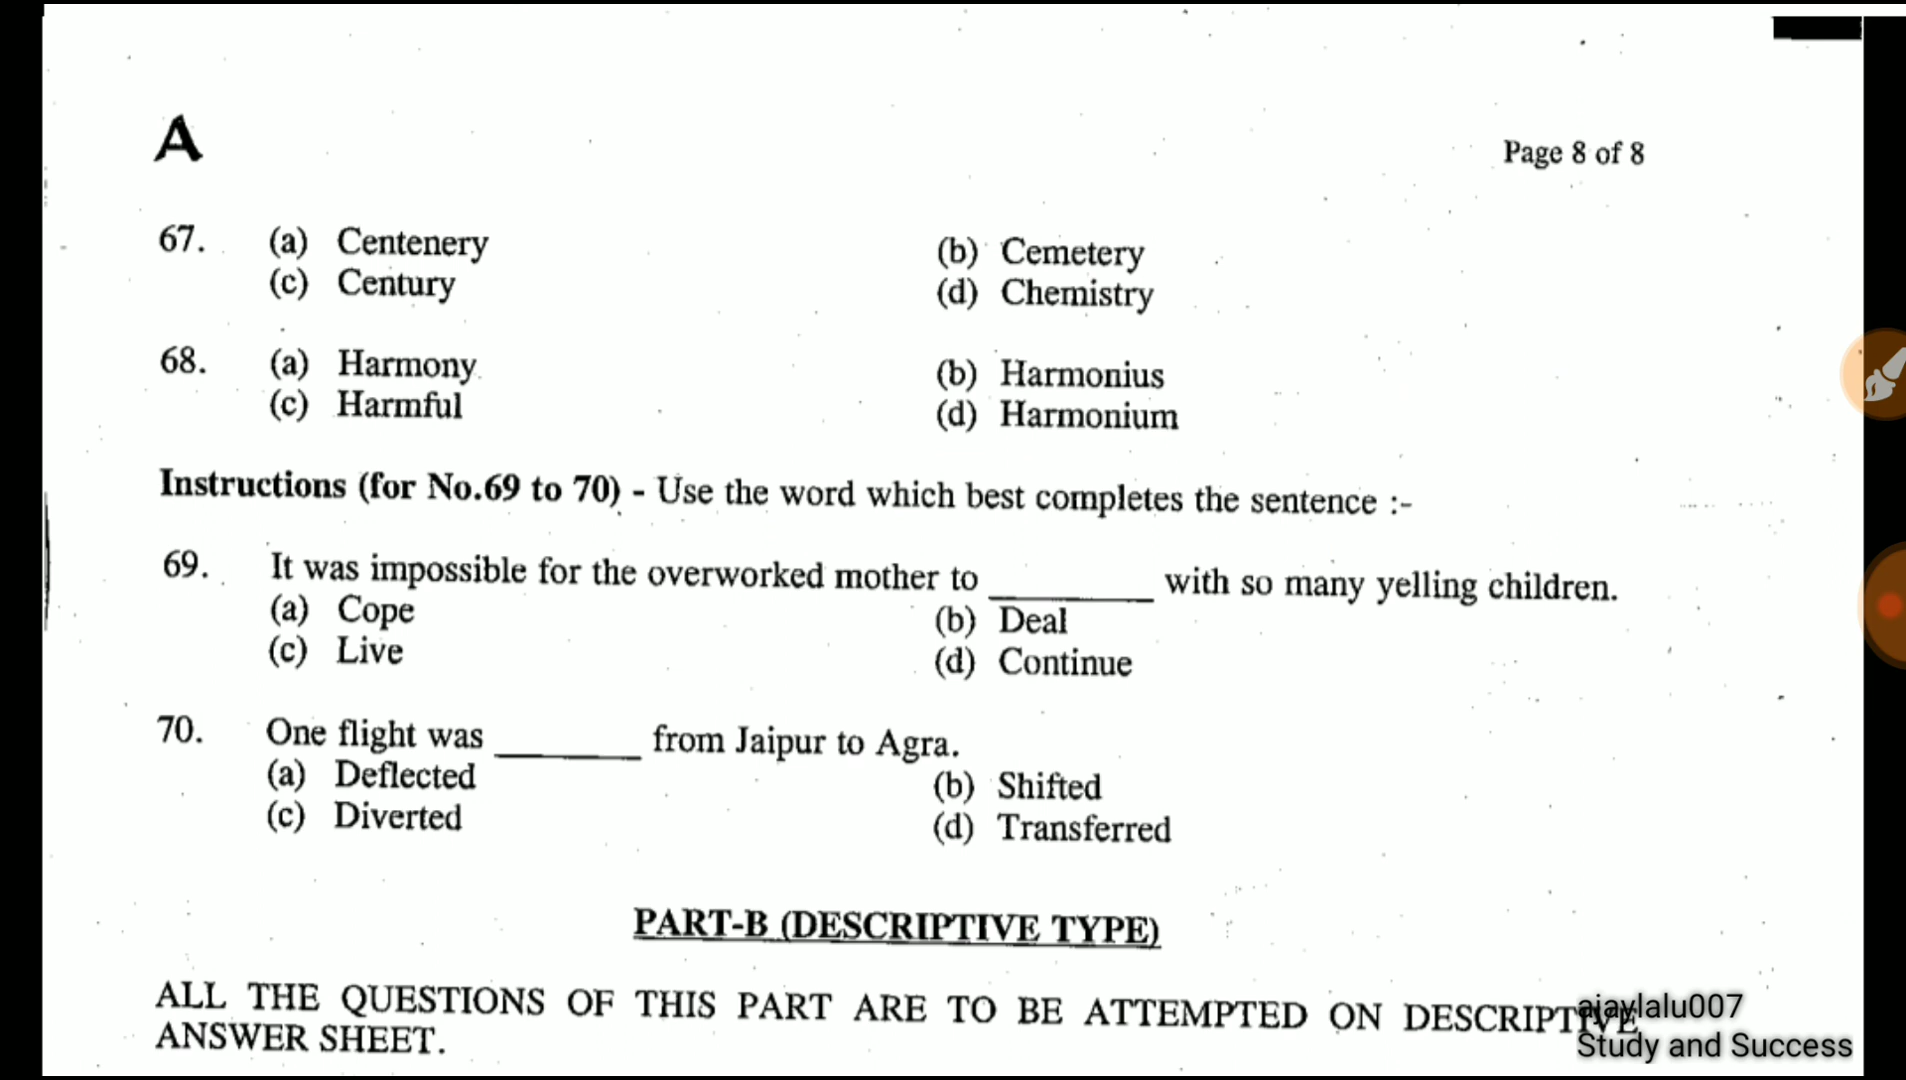 A
Page 8 of 8
67. (a) Centenery (b) Cemetery
(c) Century (d) Chemistry
68. (a) Harmony (b) Harmonius
(c) Harmful (d) Harmonium
Instructions (for No.69 to 70) - Use the word which best completes the sentence :-
69. It was impossible for the overworked mother to ________ with so many yelling children.
(a) Cope (b) Deal
(c) Live (d) Continue
70. One flight was _______ from Jaipur to Agra.
(a) Deflected (b) Shifted
(c) Diverted (d) Transferred
PART-B (DESCRIPTIVE TYPE)
ALL THE QUESTIONS OF THIS PART ARE TO BE ATTEMPTED ON DESCRIPTIVE
ANSWER SHEET.
ajaylalu007
Study and Success